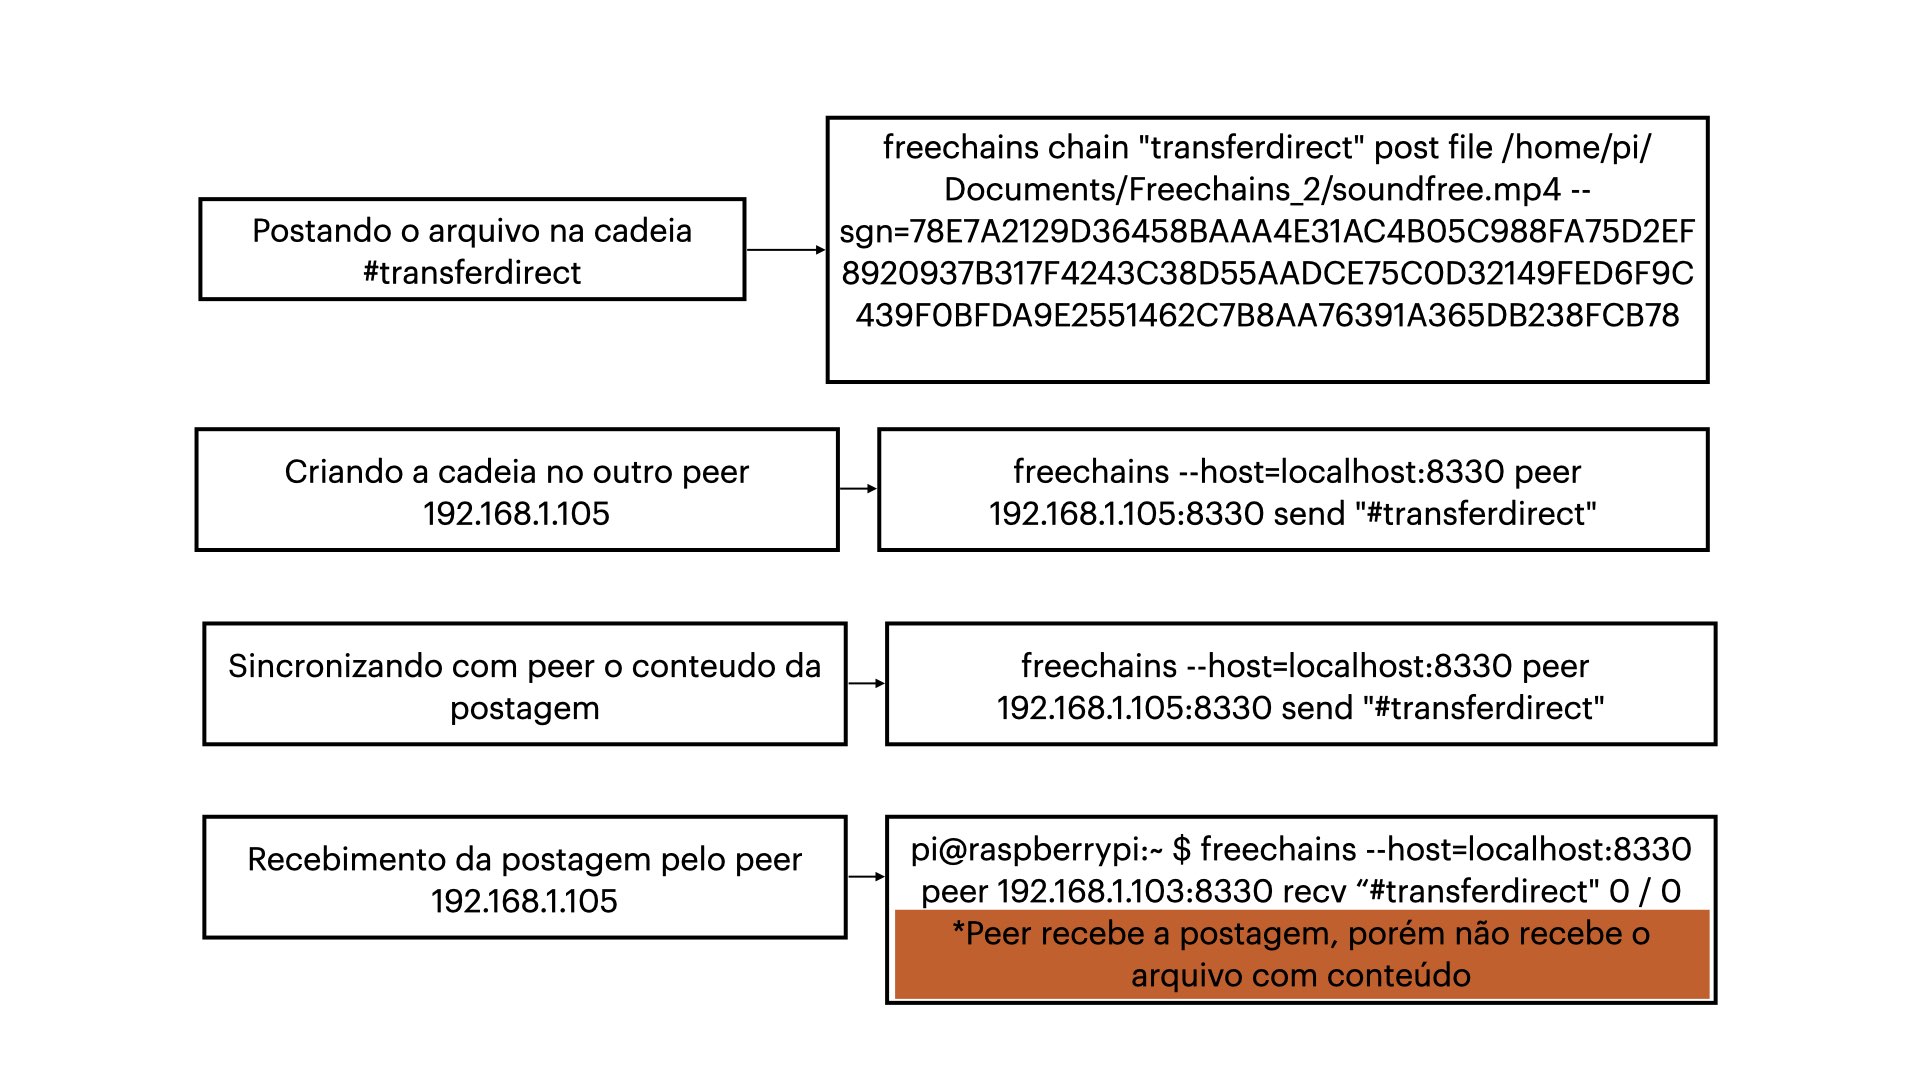 Postando o arquivo na cadeia
#transferdirect
freechains chain "transferdirect" post file /home/pi/
Documents/Freechains_2/soundfree.mp4 --
sgn=78E7A2129D36458BAAA4E31AC4B05C988FA75D2EF
8920937B317F4243C38D55AADCE75C0D32149FED6F9C
439F0BFDA9E2551462C7B8AA76391A365DB238FCB78
Criando a cadeia no outro peer
192.168.1.105
freechains --host=localhost:8330 peer
192.168.1.105:8330 send "#transferdirect"
Sincronizando com peer o conteudo da
postagem
freechains --host=localhost:8330 peer
192.168.1.105:8330 send "#transferdirect"
Recebimento da postagem pelo peer
192.168.1.105
pi@raspberrypi:~ $ freechains --host=localhost:8330
peer 192.168.1.103:8330 recv “#transferdirect" 0 / 0
*Peer recebe a postagem, porém não recebe o
arquivo com conteúdo